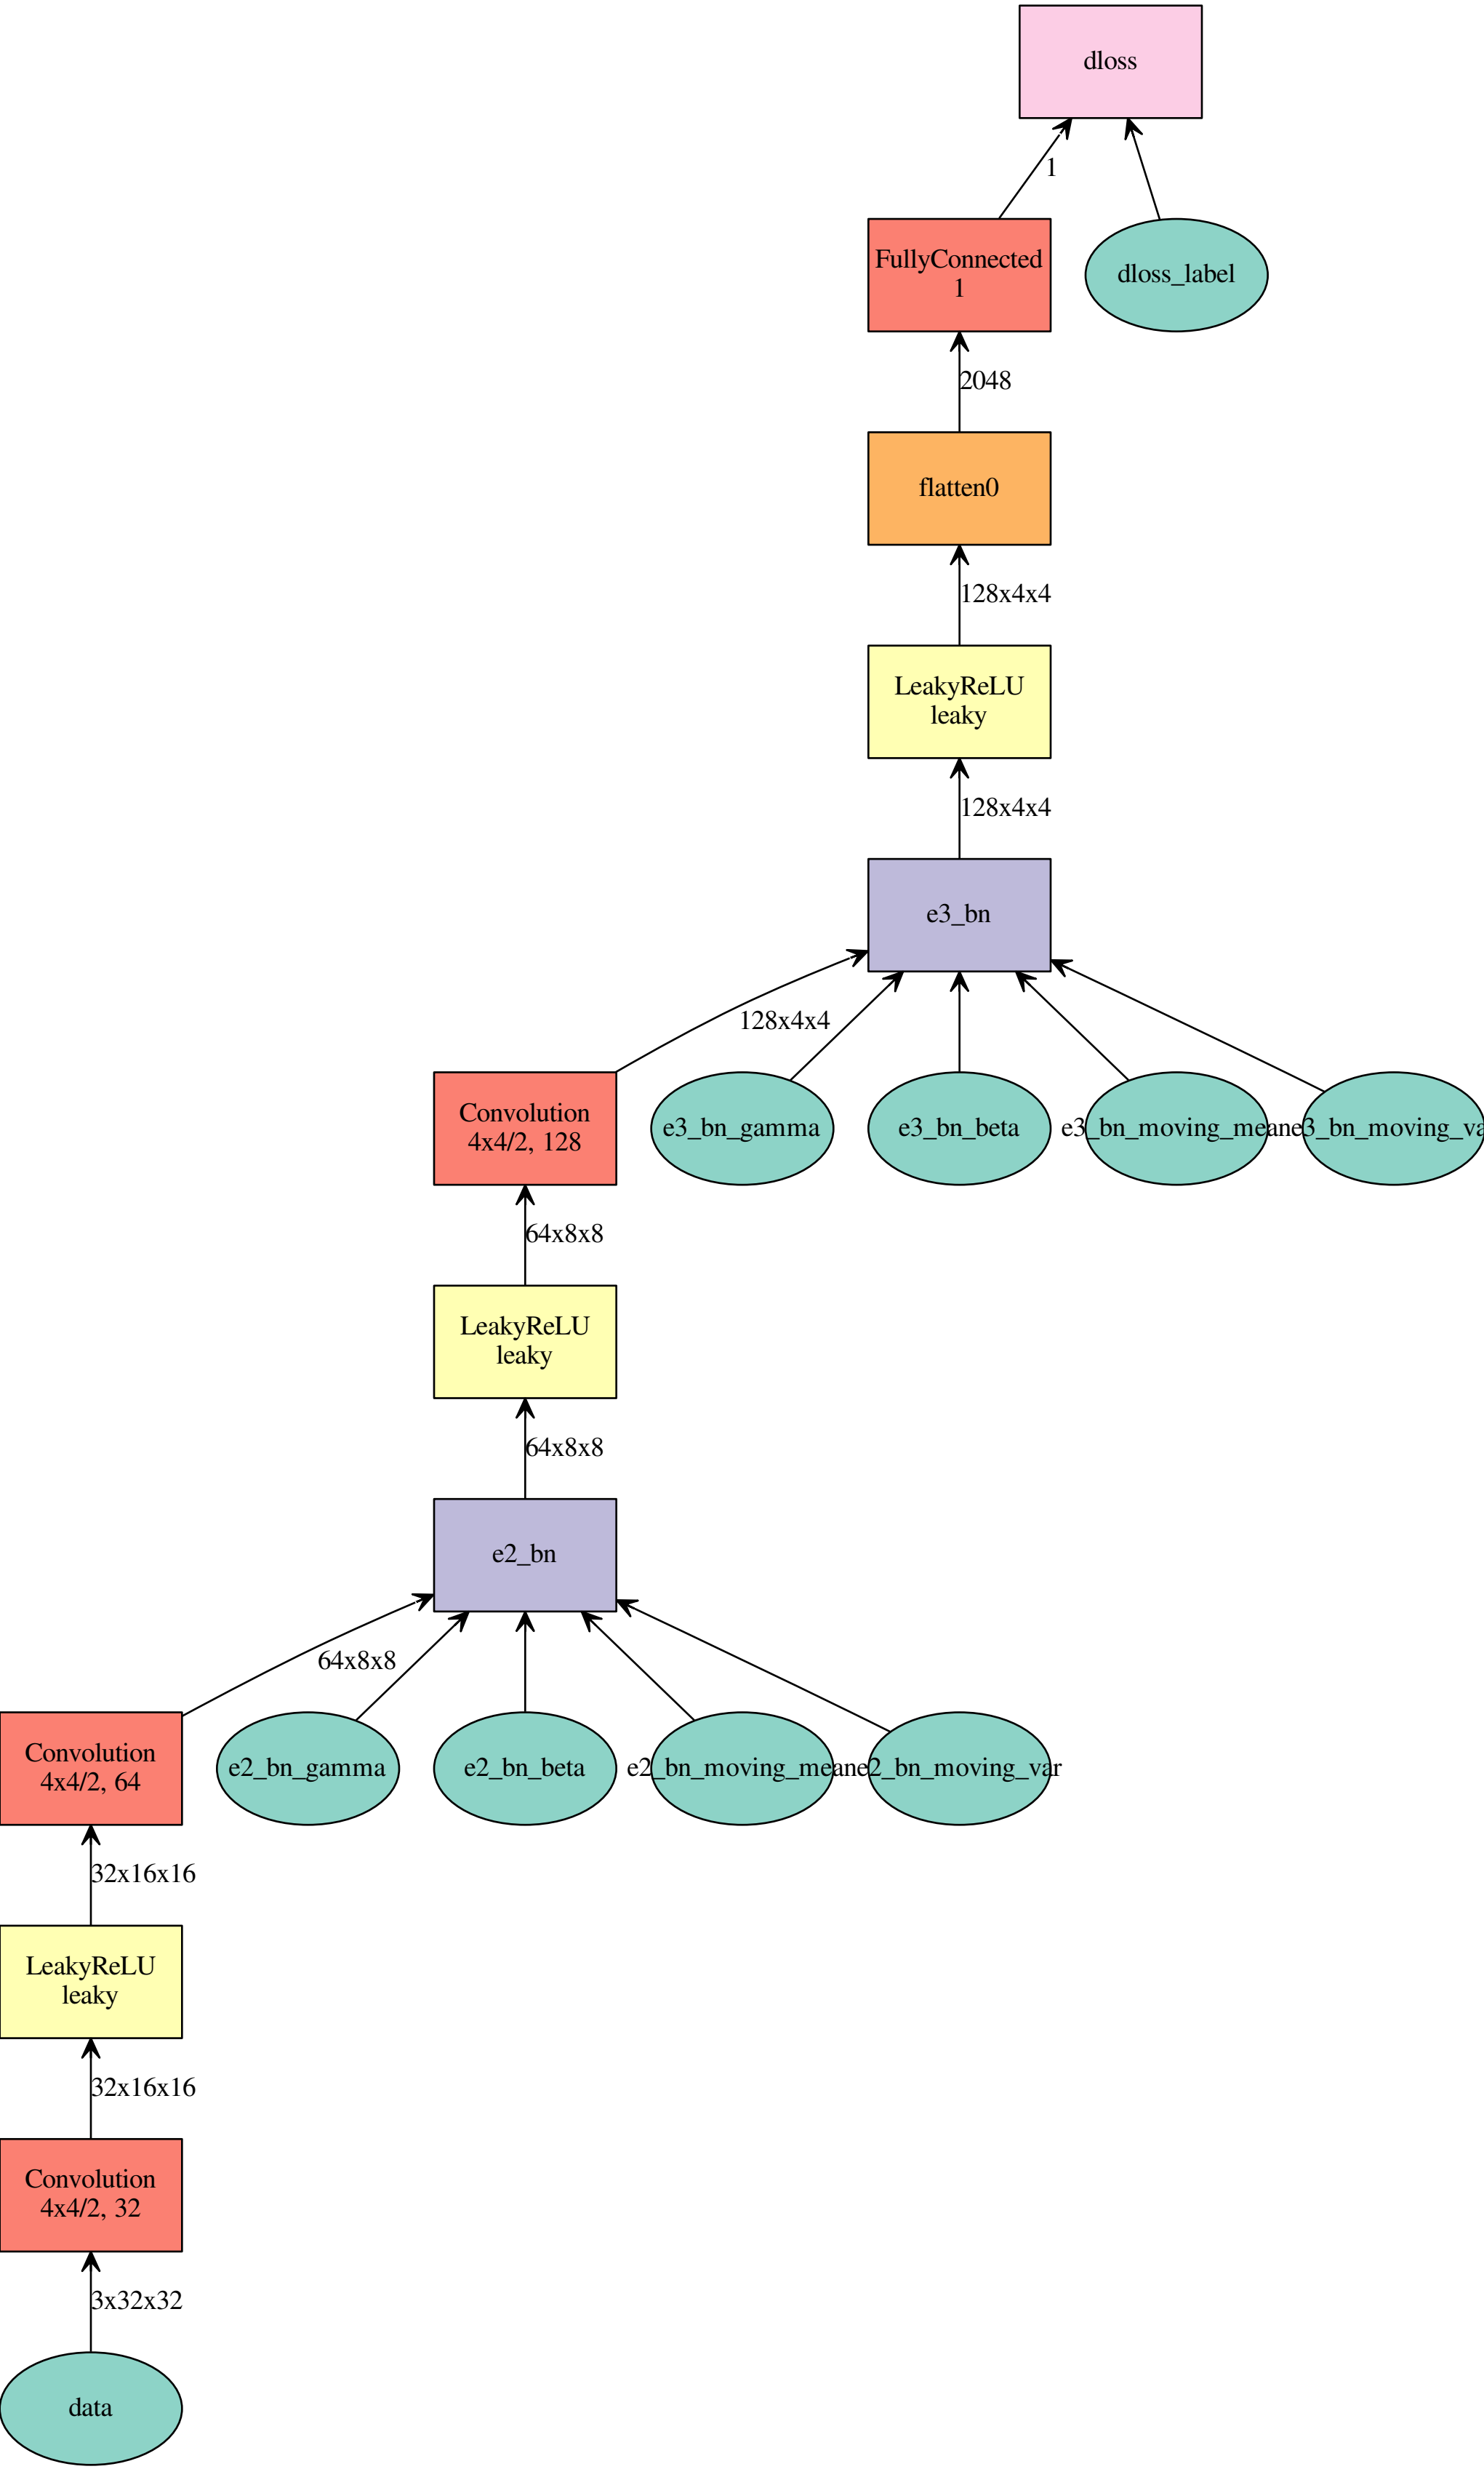 dloss
1
FullyConnected
1
dloss_label
2048
flatten0
128x4x4
LeakyReLU
leaky
128x4x4
e3_bn
128x4x4
Convolution
4x4/2, 128
e3_bn_gamma
e3_bn_beta
e3_bn_moving_mean
e3_bn_moving_va
64x8x8
LeakyReLU
leaky
64x8x8
e2_bn
64x8x8
Convolution
4x4/2, 64
e2_bn_gamma
e2_bn_beta
e2_bn_moving_mean
e2_bn_moving_var
32x16x16
LeakyReLU
leaky
32x16x16
Convolution
4x4/2, 32
3x32x32
data